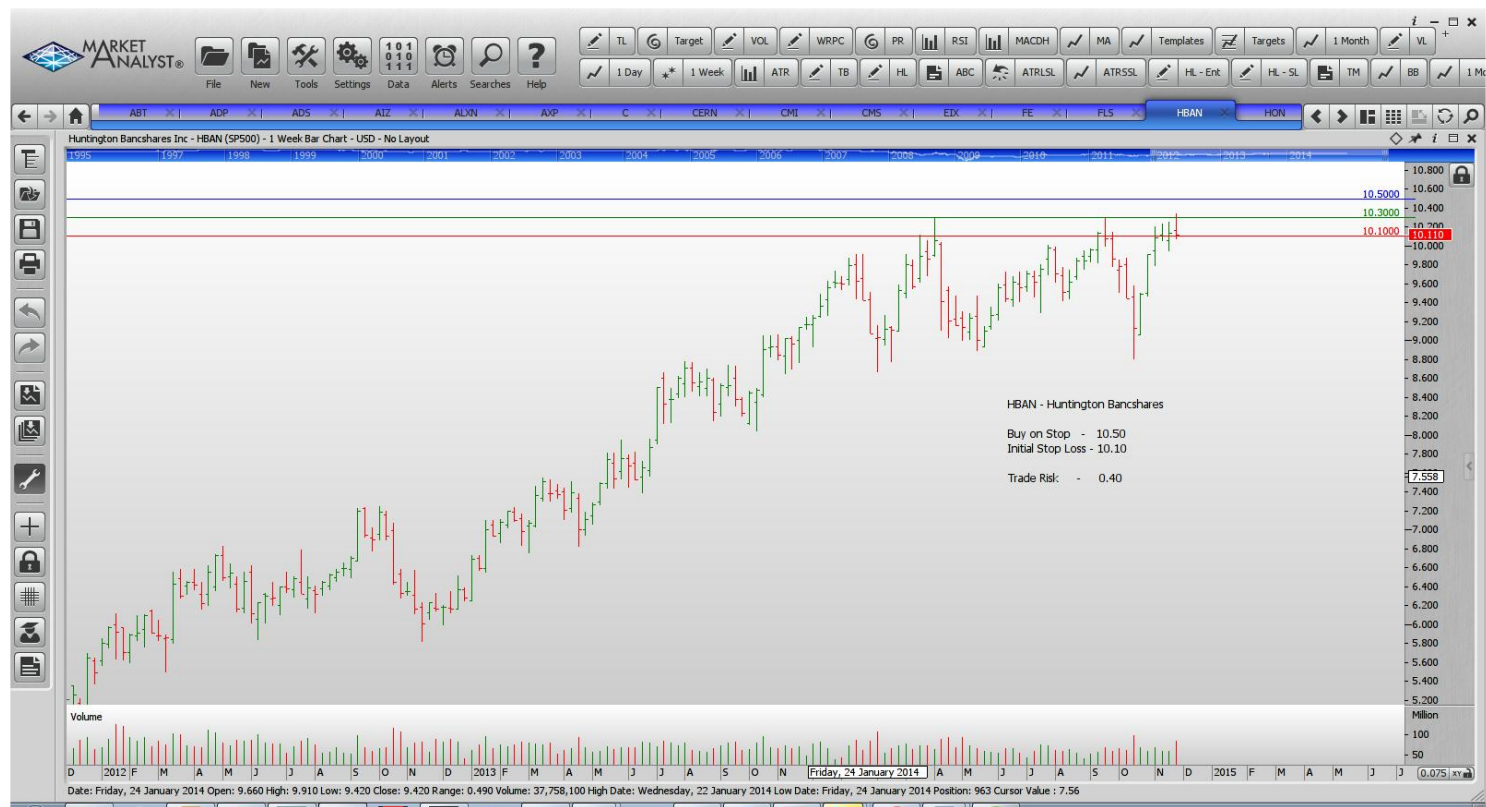 i
MARKET ANALYST®
File New Tools Settings Data Alerts Searches Help
101 010 111
TL Target VOL WRPC PR RSI MACDH MA Templates Targets 1 Month VL +
1 Day 1 Week ATR TB HL ABC ATRLSL ATRSSL HL - Ent HL - SL TM BB 1 Mo
ABT ADP ADS AIZ ALXN AXP C CERN CMI CMS EIX FE FLS HBAN HON
Huntington Bancshares Inc - HBAN (SP500) - 1 Week Bar Chart - USD - No Layout
1995 1997 1998 1999 2000 2001 2002 2003 2004 2005 2006 2007 2008 2009 2010 2011 2012 2013 2014
10.800
10.600
10.5000
10.400
10.3000
10.200
10.1000
10.110
10.000
9.800
9.600
9.400
9.200
9.000
8.800
8.600
8.400
8.200
8.000
7.800
7.558
7.400
7.200
7.000
6.800
6.600
6.400
6.200
6.000
5.800
5.600
5.400
5.200
HBAN - Huntington Bancshares
Buy on Stop - 10.50
Initial Stop Loss - 10.10
Trade Risk - 0.40
Volume
Million
100
50
D 2012 F M A M J J A S O N D 2013 F M A M J J A S O N Friday, 24 January 2014 A M J J A S O N D 2015 F M A M J J 0.075 XY
Date: Friday, 24 January 2014 Open: 9.660 High: 9.910 Low: 9.420 Close: 9.420 Range: 0.490 Volume: 37,758,100 High Date: Wednesday, 22 January 2014 Low Date: Friday, 24 January 2014 Position: 963 Cursor Value : 7.56